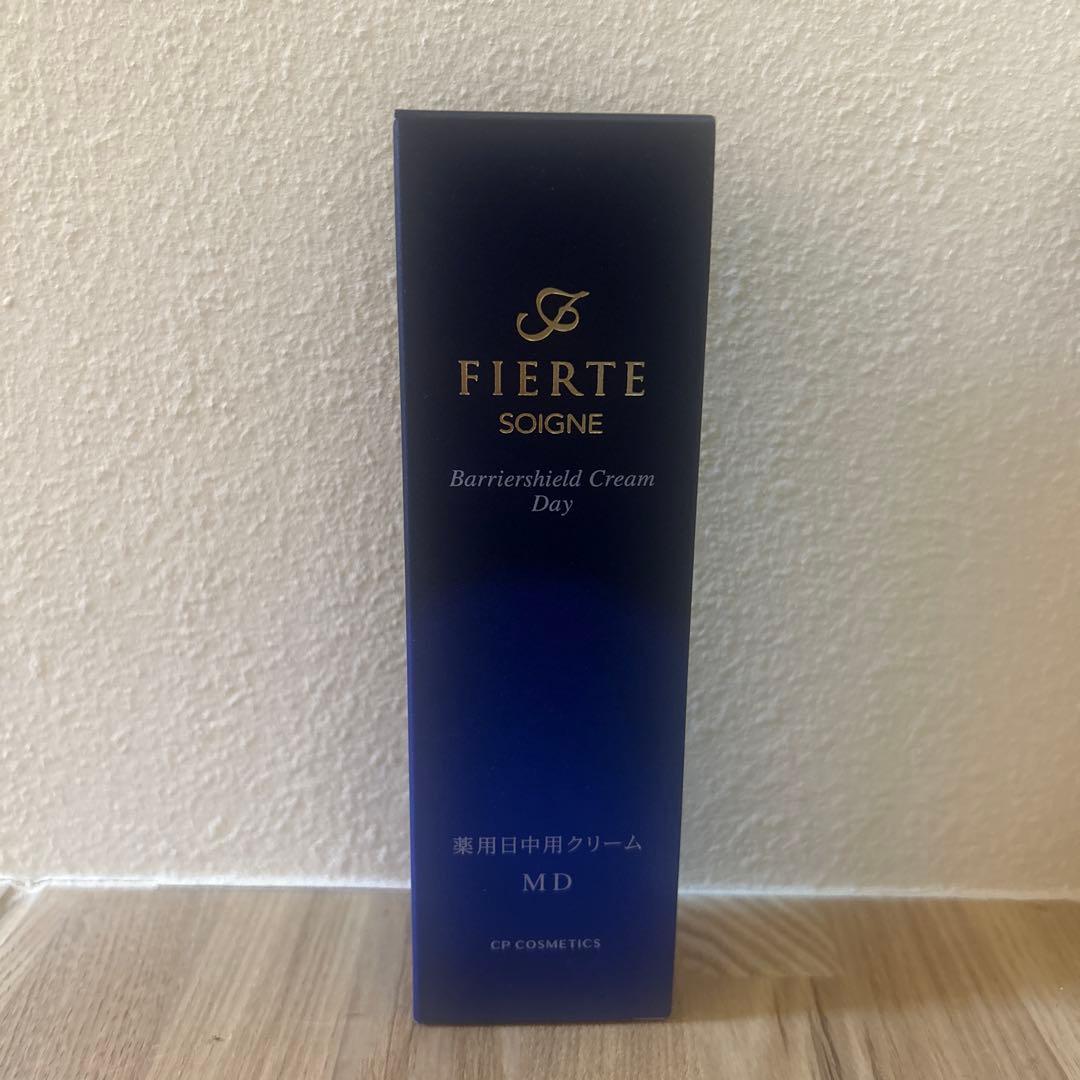 FIERTE
SOIGNE
Barriershield Cream
Day
薬用日中用クリーム
MD
CP COSMETICS